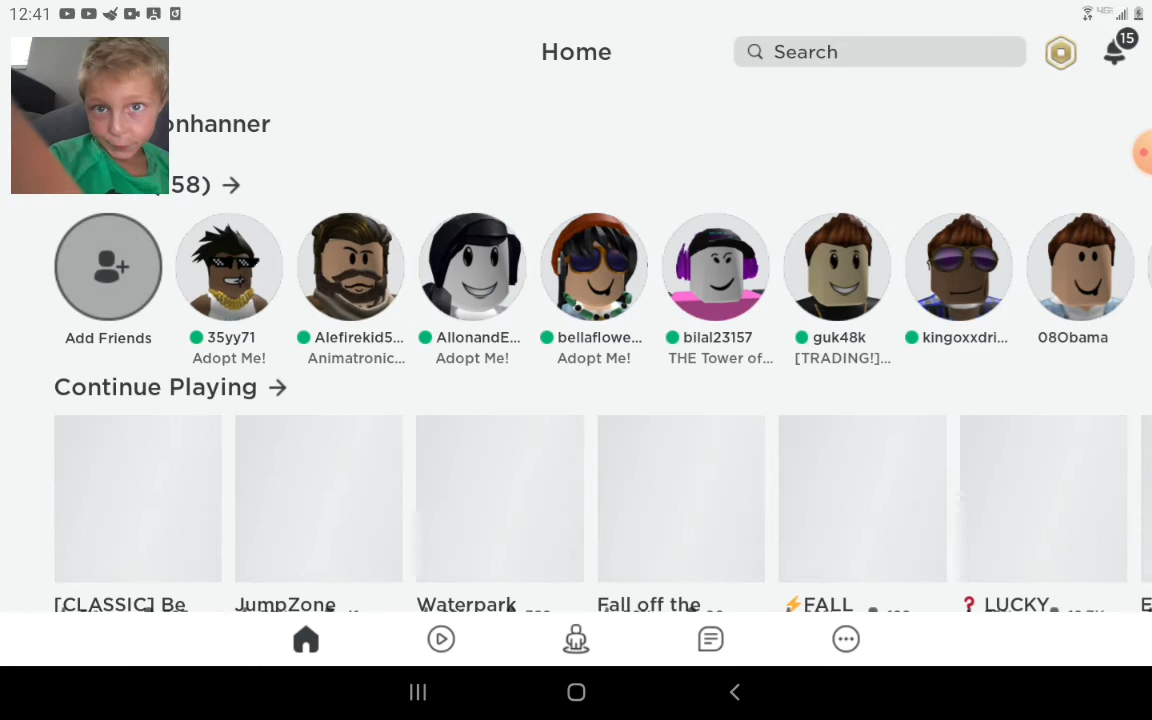 12:41
4GE
Home
Search
15
onhanner
58)
Add Friends
35yy71
Adopt Me!
Alefirekid5...
Animatronic...
AllonandE...
Adopt Me!
bellaflowe...
Adopt Me!
bilal23157
THE Tower of...
guk48k
[TRADING!]...
kingoxxdri...
08Obama
Continue Playing
[CLASSIC] Be
JumpZone
Waterpark
Fall off the
⚡FALL
❓ LUCKY
E